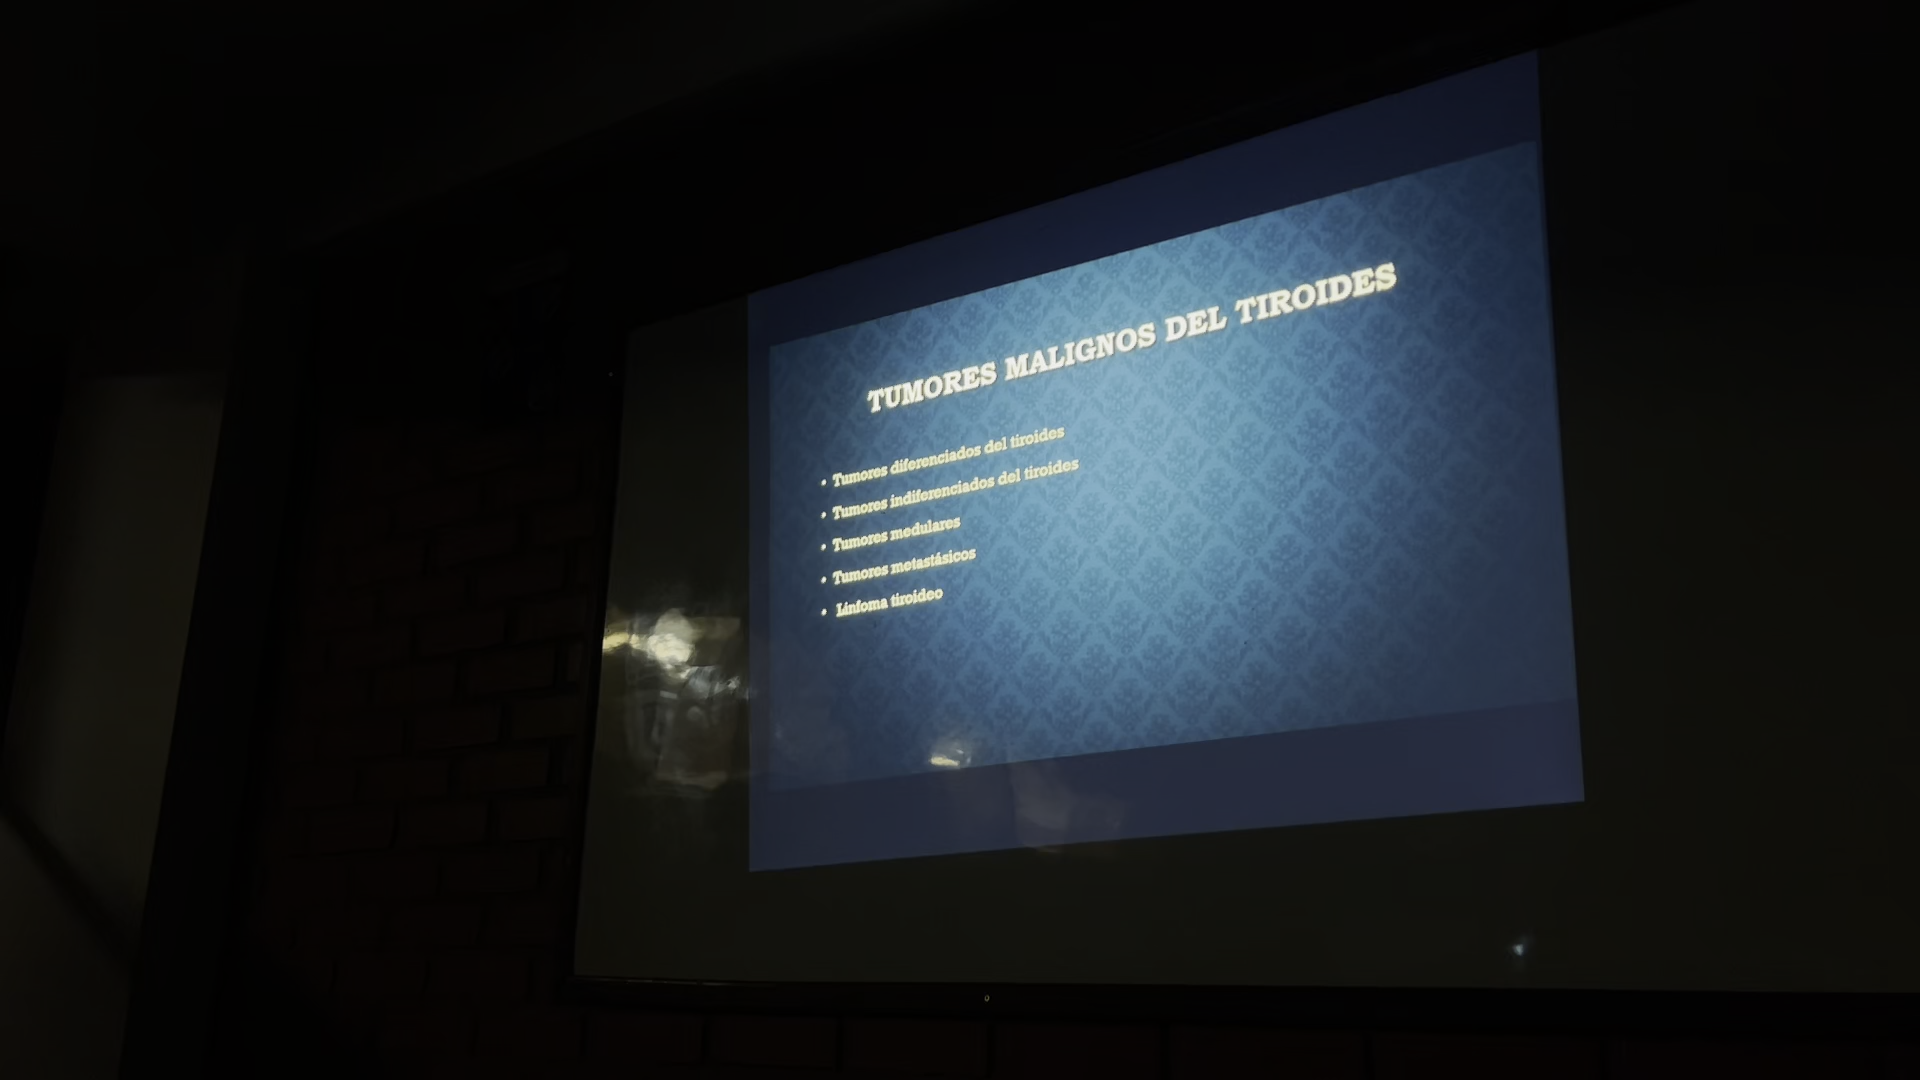 TUMORES MALIGNOS DEL TIROIDES
• Tumores diferenciados del tiroides
• Tumores indiferenciados del tiroides
• Tumores medulares
• Tumores metastásicos
• Linfoma tiroideo